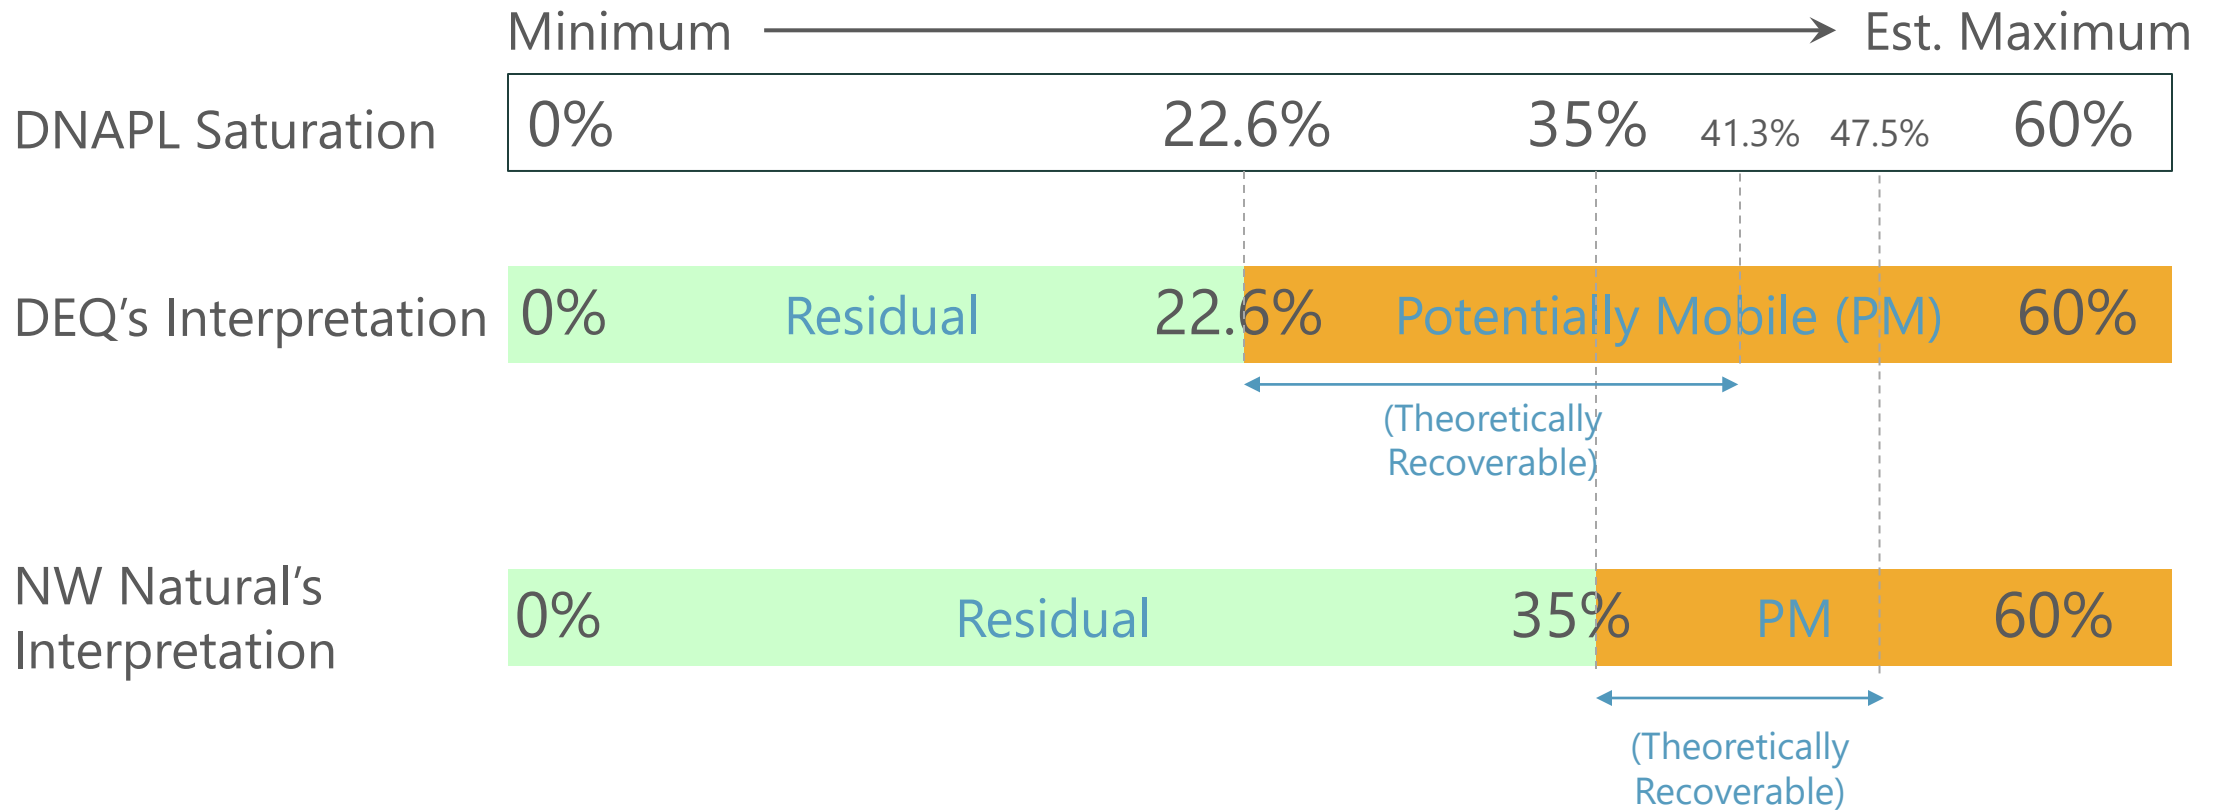 Minimum Est. Maximum
DNAPL Saturation 0% 22.6% 35% 41.3% 47.5% 60%
DEQ’s Interpretation 0% Residual 22.6% Potentially Mobile (PM) 60%
(Theoretically
Recoverable)
NW Natural’s
Interpretation
0% Residual 35% PM 60%
(Theoretically
Recoverable)